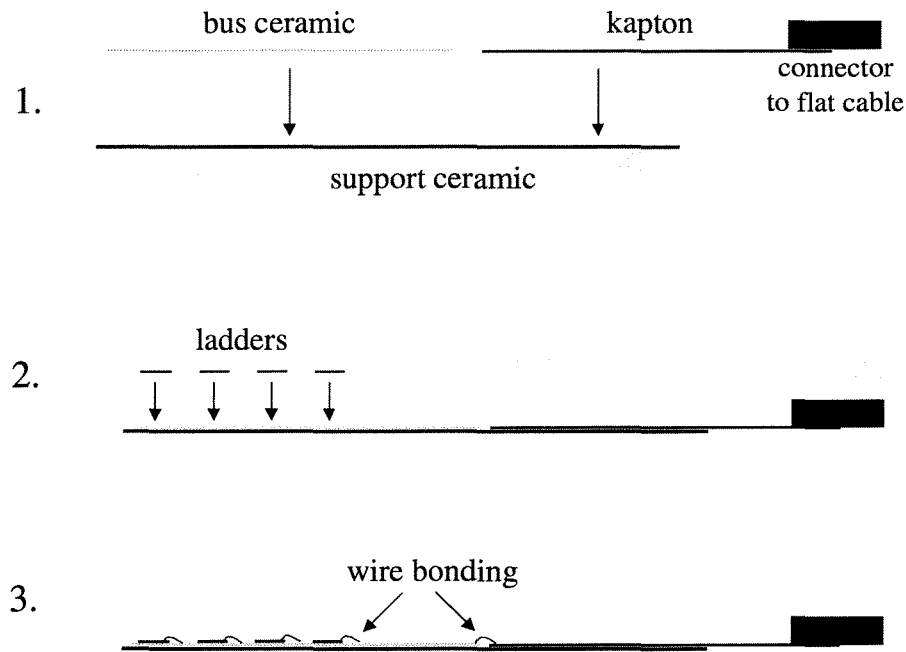 bus ceramic
kapton
connector
to flat cable
1.
support ceramic
ladders
2.
wire bonding
3.